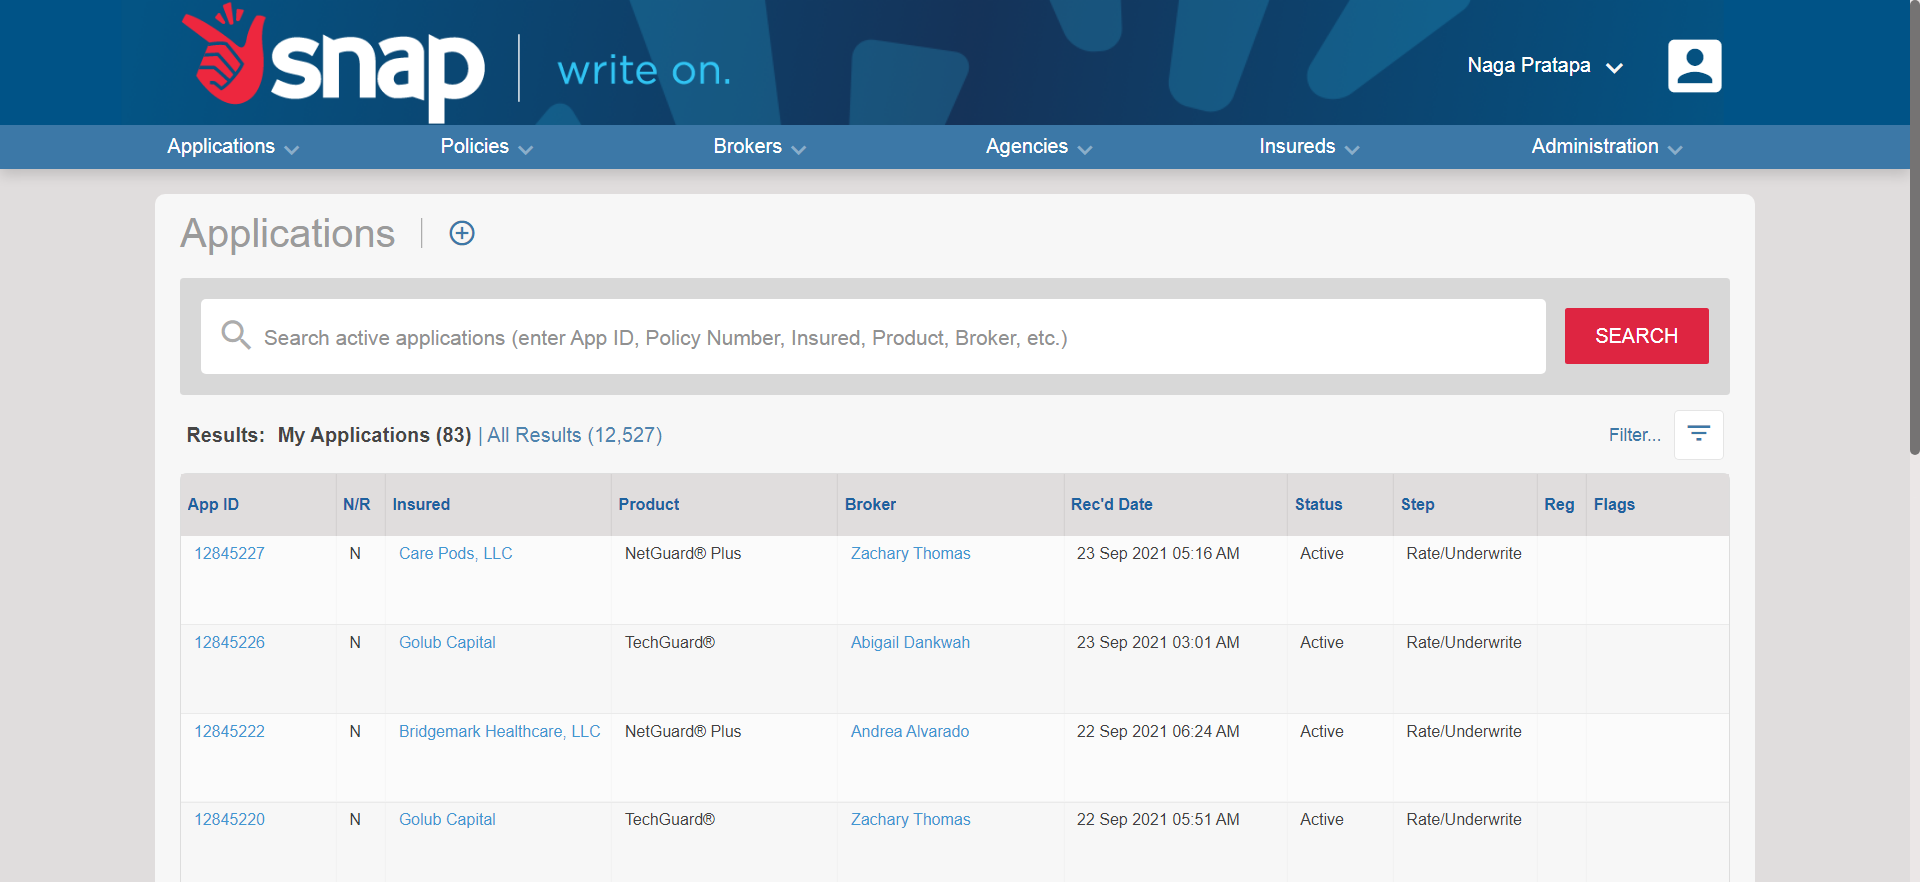 snap
write on.
Naga Pratapa
Applications Policies Brokers Agencies Insureds Administration
Applications
Search active applications (enter App ID, Policy Number, Insured, Product, Broker, etc.)
SEARCH
Results: My Applications (83) | All Results (12,527)
Filter...
App ID N/R Insured Product Broker Rec'd Date Status Step Reg Flags
12845227 N Care Pods, LLC NetGuard® Plus Zachary Thomas 23 Sep 2021 05:16 AM Active Rate/Underwrite
12845226 N Golub Capital TechGuard® Abigail Dankwah 23 Sep 2021 03:01 AM Active Rate/Underwrite
12845222 N Bridgemark Healthcare, LLC NetGuard® Plus Andrea Alvarado 22 Sep 2021 06:24 AM Active Rate/Underwrite
12845220 N Golub Capital TechGuard® Zachary Thomas 22 Sep 2021 05:51 AM Active Rate/Underwrite